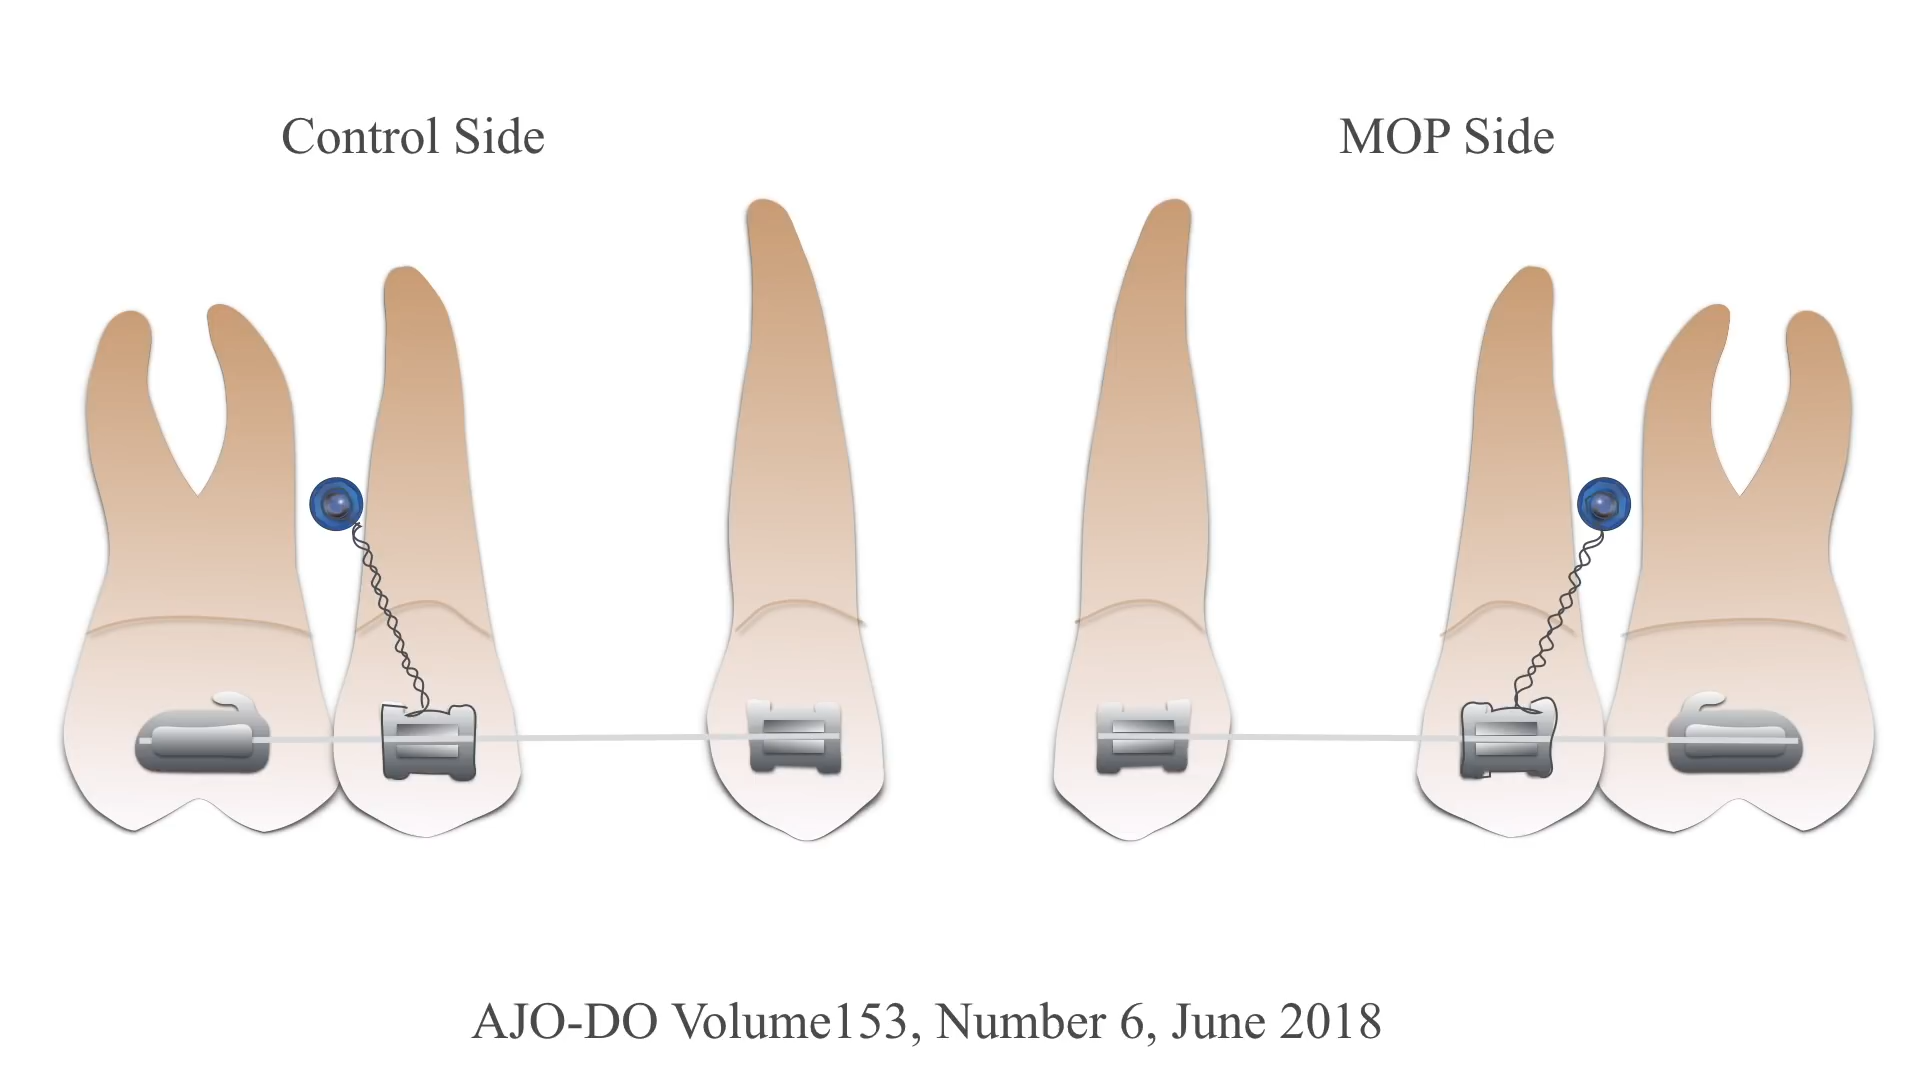 Control Side
MOP Side
AJO-DO Volume153, Number 6, June 2018